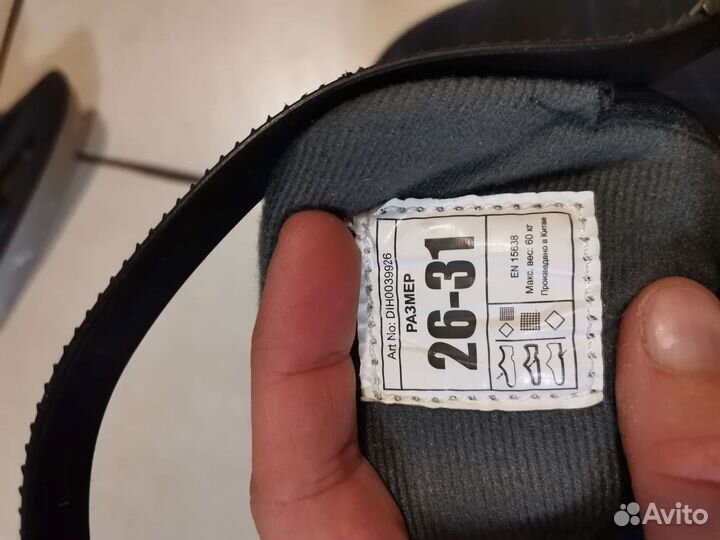 Art No: DIH0039926
РАЗМЕР
26-31
EN 15638
Макс. вес: 60 кг
Произведено в Китае
Avito